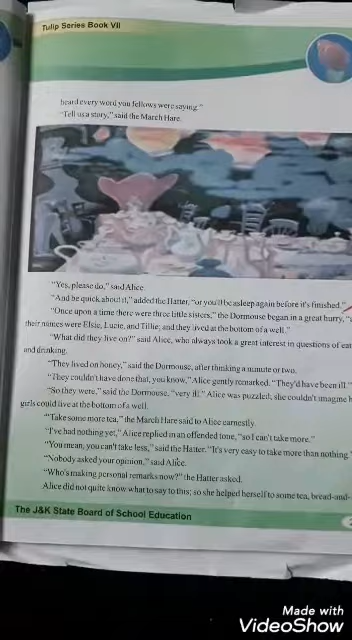 Tulip Series Book VII
heard every word you fellows were saying."
"Tell us a story," said the March Hare.
"Yes, please do," said Alice.
"And be quick about it," added the Hatter, "or you'll be asleep again before it's finished."
"Once upon a time there were three little sisters," the Dormouse began in a great hurry,
their names were Elsie, Lucie, and Tillie; and they lived at the bottom of a well."
"What did they live on?" said Alice, who always took a great interest in questions of
and drinking.
"They lived on honey," said the Dormouse, after thinking a minute or two.
"They couldn't have done that, you know," Alice gently remarked. "They'd have been ill."
"So they were," said the Dormouse, "very ill." Alice was puzzled, she couldn't imagine
girls could live at the bottom of a well.
"Take some more tea," the March Hare said to Alice earnestly.
"I've had nothing yet," Alice replied in an offended tone, "so I can't take more."
"You mean, you can't take less," said the Hatter. "It's very easy to take more than nothing
"Nobody asked your opinion," said Alice.
"Who's making personal remarks now?" the Hatter asked.
Alice did not quite know what to say to this; so she helped herself to some tea, bread-and-
The J&K State Board of School Education
Made with
VideoShow